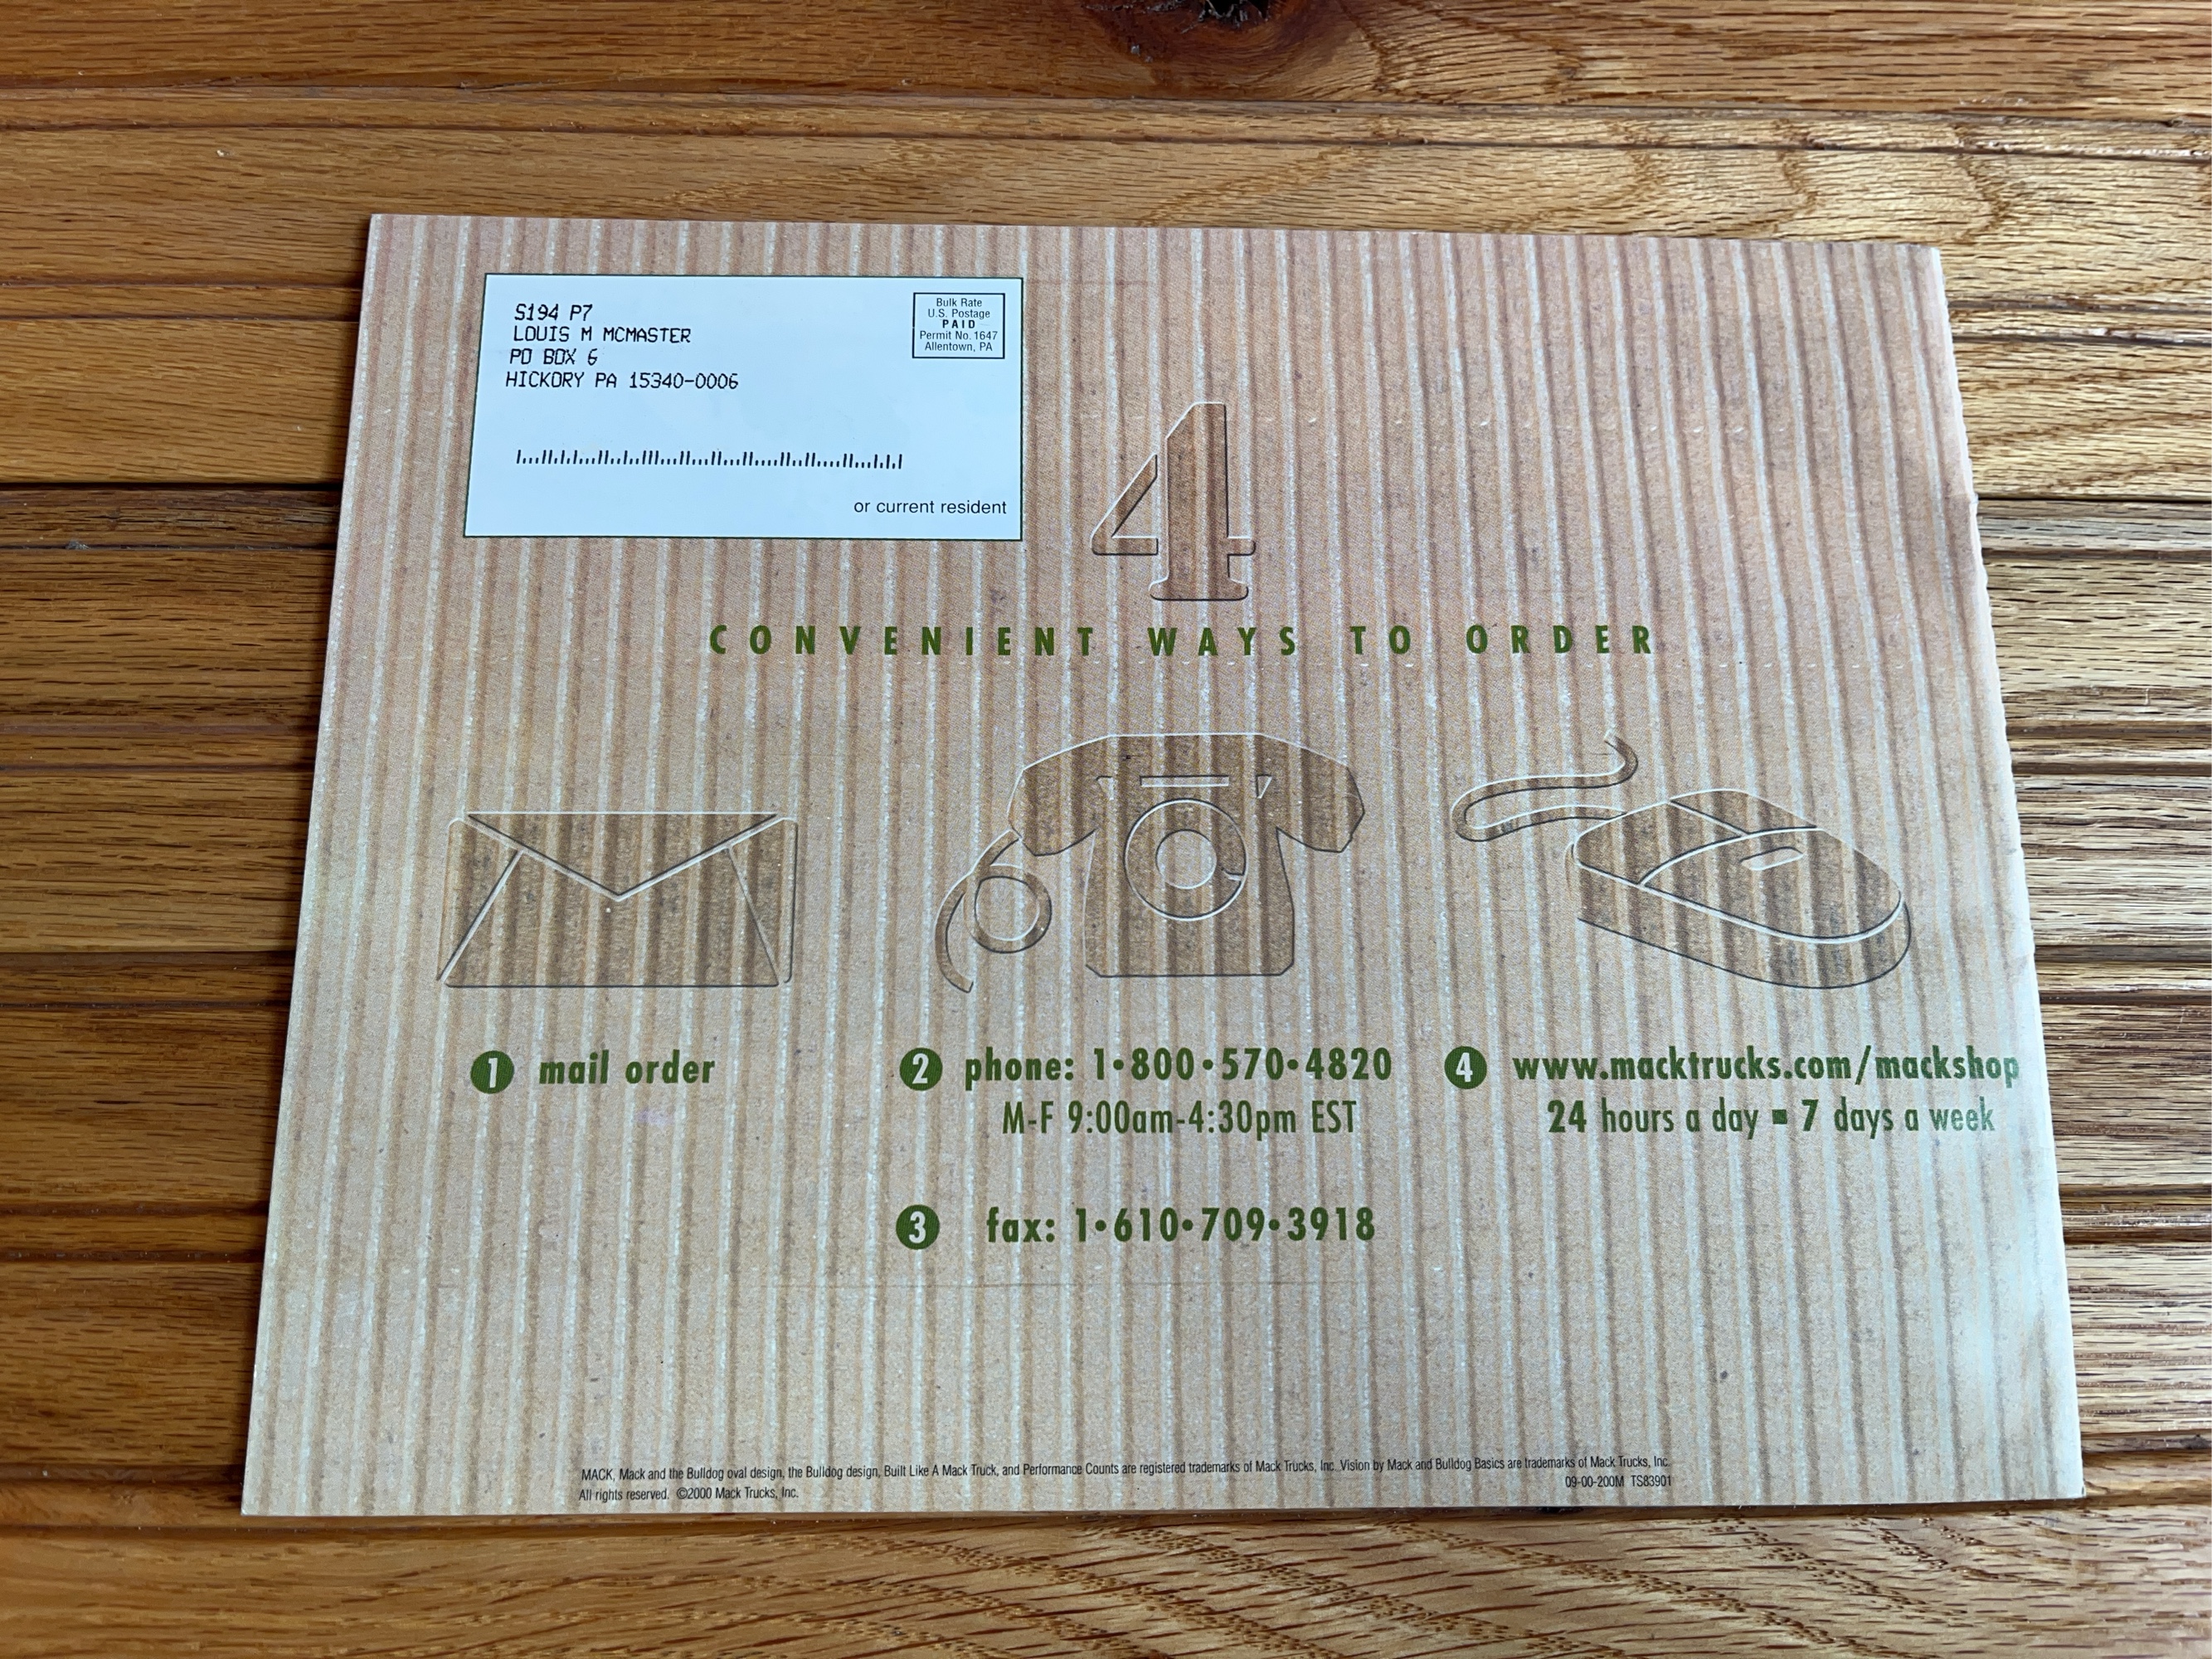 S194 P7
LOUIS M MCMASTER
PO BOX 6
HICKORY PA 15340-0006
Bulk Rate
U.S. Postage
PAID
Permit No. 1647
Allentown, PA
or current resident
4
CONVENIENT WAYS TO ORDER
1 mail order
2 phone: 1•800•570•4820
M-F 9:00am-4:30pm EST
3 fax: 1•610•709•3918
4 www.macktrucks.com/mackshop
24 hours a day ▪ 7 days a week
MACK, Mack and the Bulldog oval design, the Bulldog design, Built Like A Mack Truck, and Performance Counts are registered trademarks of Mack Trucks, Inc. Vision by Mack and Bulldog Basics are trademarks of Mack Trucks, Inc.
All rights reserved. ©2000 Mack Trucks, Inc.
09-00-200M TS83901